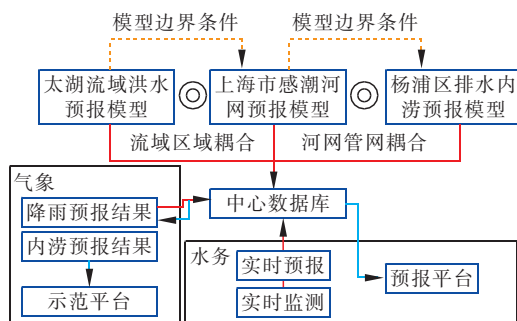 模型边界条件
模型边界条件
太湖流域洪水
预报模型
上海市感潮河
网预报模型
杨浦区排水内
涝预报模型
流域区域耦合
河网管网耦合
气象
降雨预报结果
内涝预报结果
示范平台
中心数据库
水务
实时预报
实时监测
预报平台